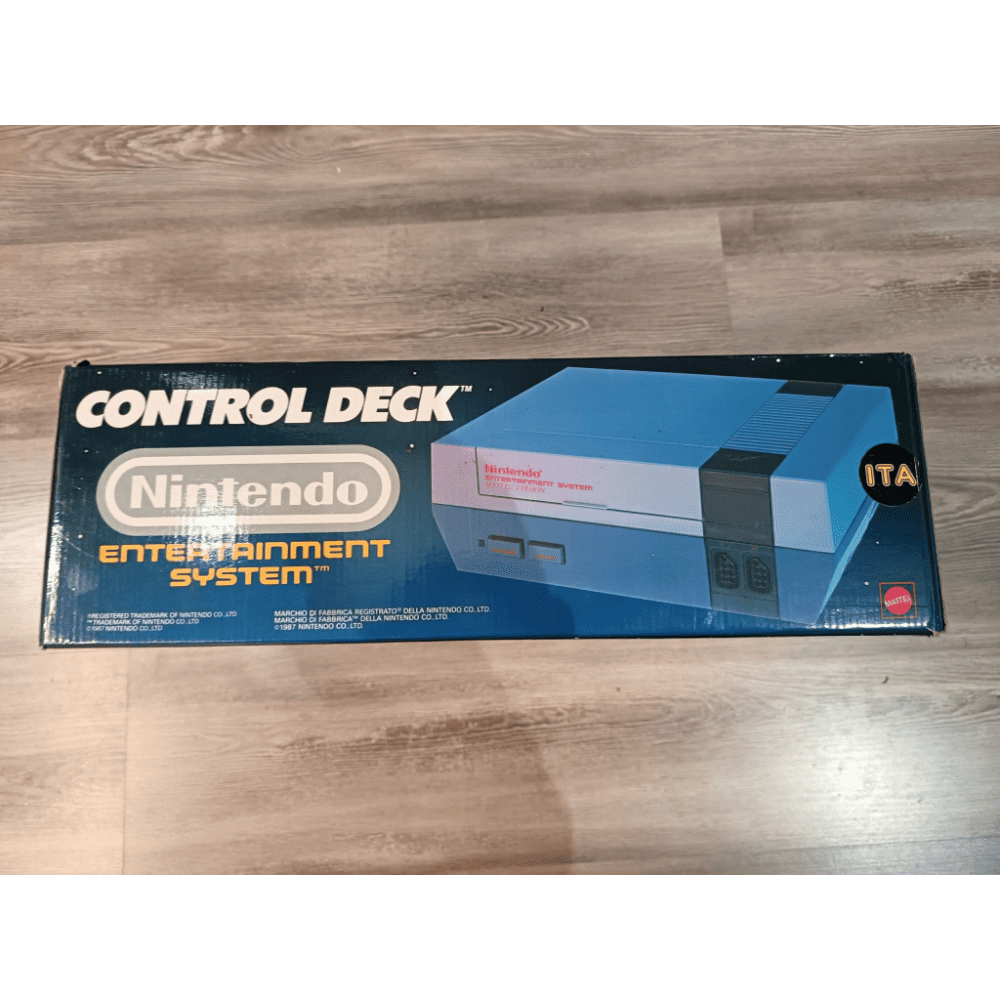 CONTROL DECK™
Nintendo
ENTERTAINMENT
SYSTEM™
®REGISTERED TRADEMARK OF NINTENDO CO., LTD.
™TRADEMARK OF NINTENDO CO., LTD
©1987 NINTENDO CO., LTD
MARCHIO DI FABBRICA REGISTRATO® DELLA NINTENDO CO. LTD.
MARCHIO DI FABBRICA™ DELLA NINTENDO CO. LTD.
©1987 NINTENDO CO., LTD.
Nintendo®
ENTERTAINMENT SYSTEM
ITA
MATTEL